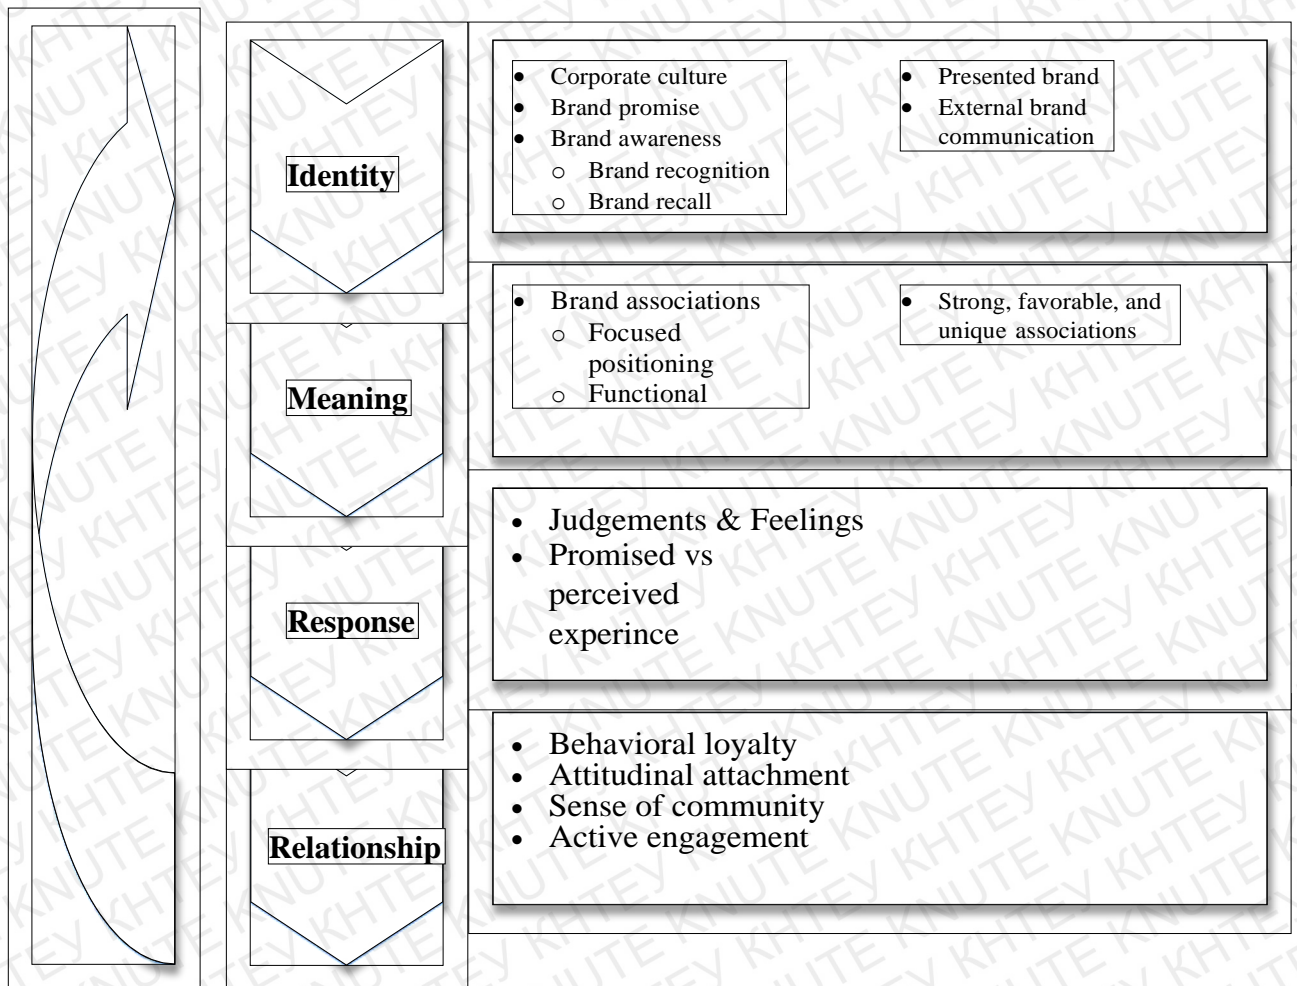 Identity
• Corporate culture
• Brand promise
• Brand awareness
o Brand recognition
o Brand recall
• Presented brand
• External brand
communication
Meaning
• Brand associations
o Focused
positioning
o Functional
• Strong, favorable, and
unique associations
Response
• Judgements & Feelings
• Promised vs
perceived
experince
Relationship
• Behavioral loyalty
• Attitudinal attachment
• Sense of community
• Active engagement
KNUTE КНТЕУ